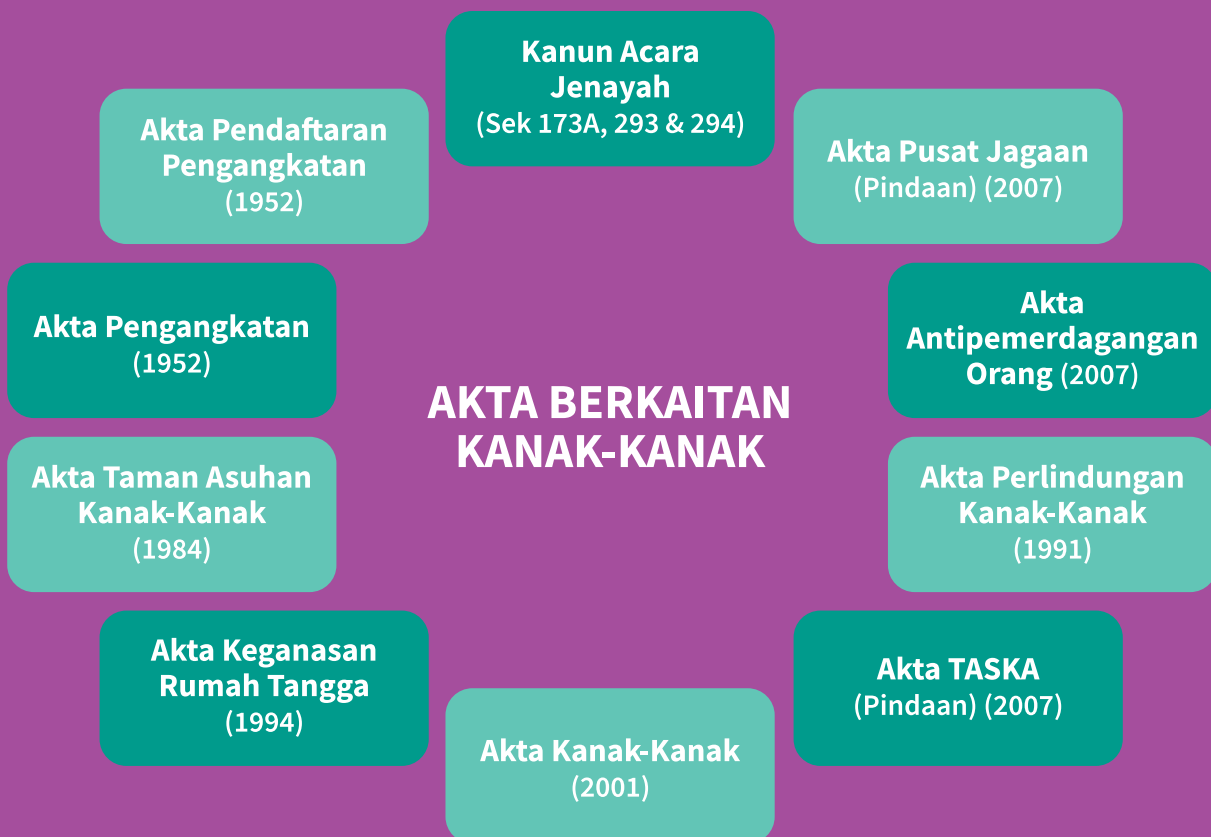 Kanun Acara
Jenayah
(Sek 173A, 293 & 294)
Akta Pusat Jagaan
(Pindaan) (2007)
Akta
Antipemerdagangan
Orang (2007)
Akta Perlindungan
Kanak-Kanak
(1991)
Akta TASKA
(Pindaan) (2007)
Akta Kanak-Kanak
(2001)
Akta Keganasan
Rumah Tangga
(1994)
Akta Taman Asuhan
Kanak-Kanak
(1984)
Akta Pengangkatan
(1952)
Akta Pendaftaran
Pengangkatan
(1952)
AKTA BERKAITAN
KANAK-KANAK